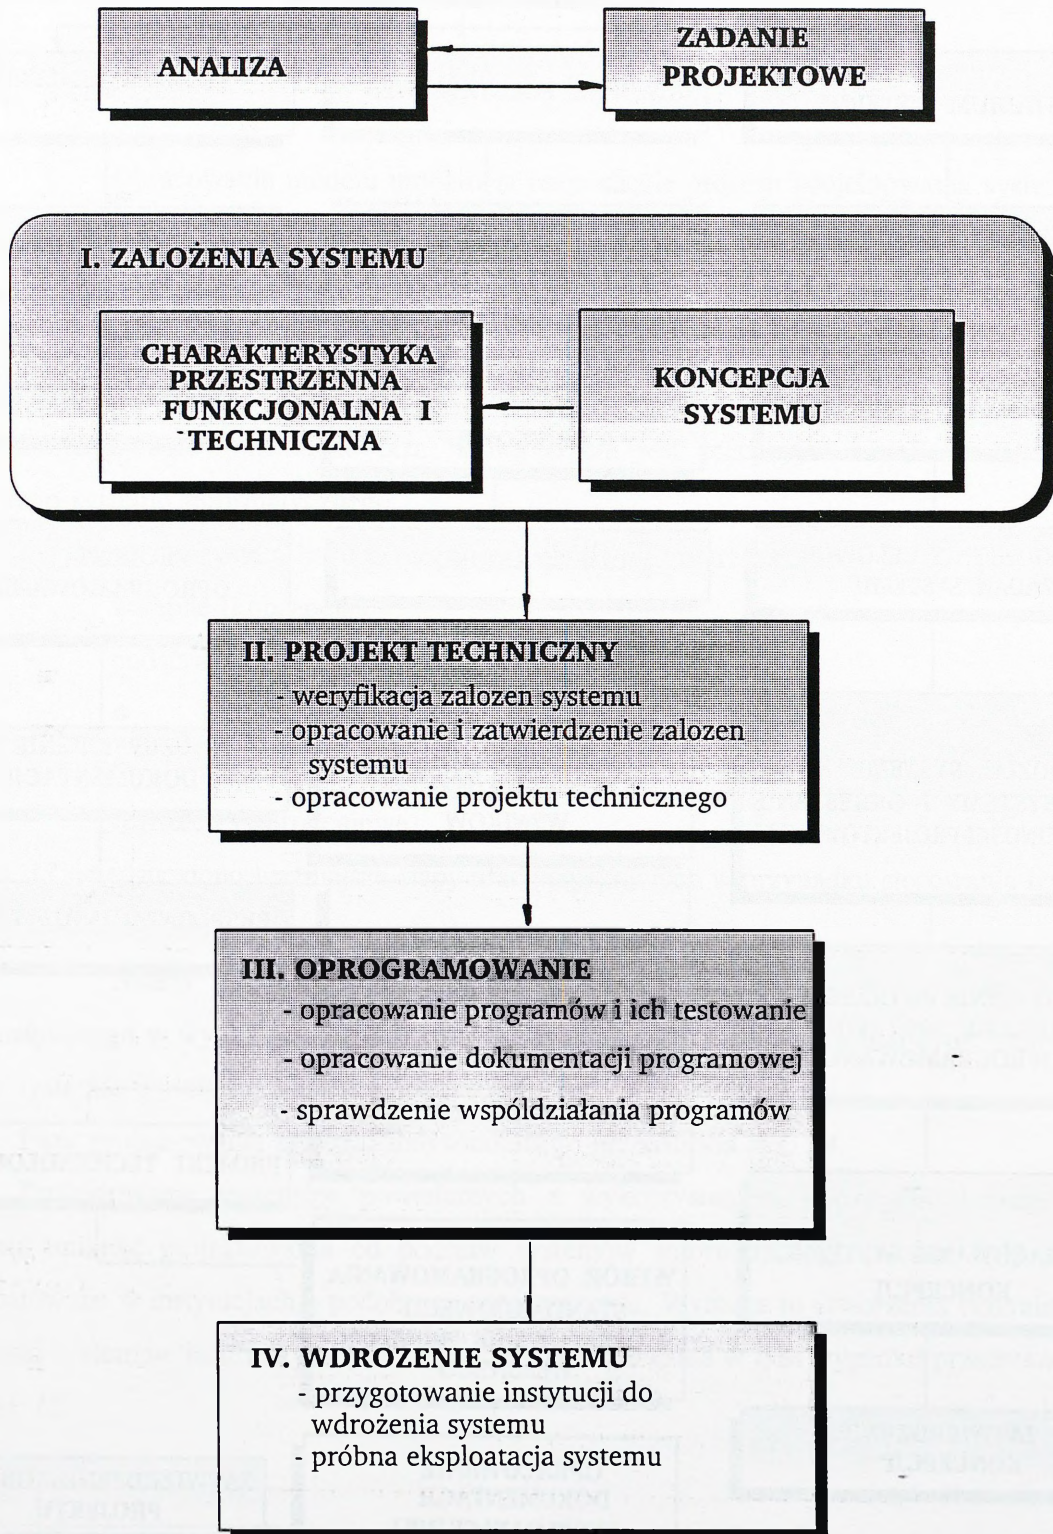 ANALIZA
ZADANIE
PROJEKTOWE
I. ZALOŻENIA SYSTEMU
CHARAKTERYSTYKA
PRZESTRZENNA
FUNKCJONALNA I
TECHNICZNA
KONCEPCJA
SYSTEMU
II. PROJEKT TECHNICZNY
- weryfikacja zalozen systemu
- opracowanie i zatwierdzenie zalozen
systemu
- opracowanie projektu technicznego
III. OPROGRAMOWANIE
- opracowanie programów i ich testowanie
- opracowanie dokumentacji programowej
- sprawdzenie wspóldziałania programów
IV. WDROZENIE SYSTEMU
- przygotowanie instytucji do
wdrożenia systemu
- próbna eksploatacja systemu